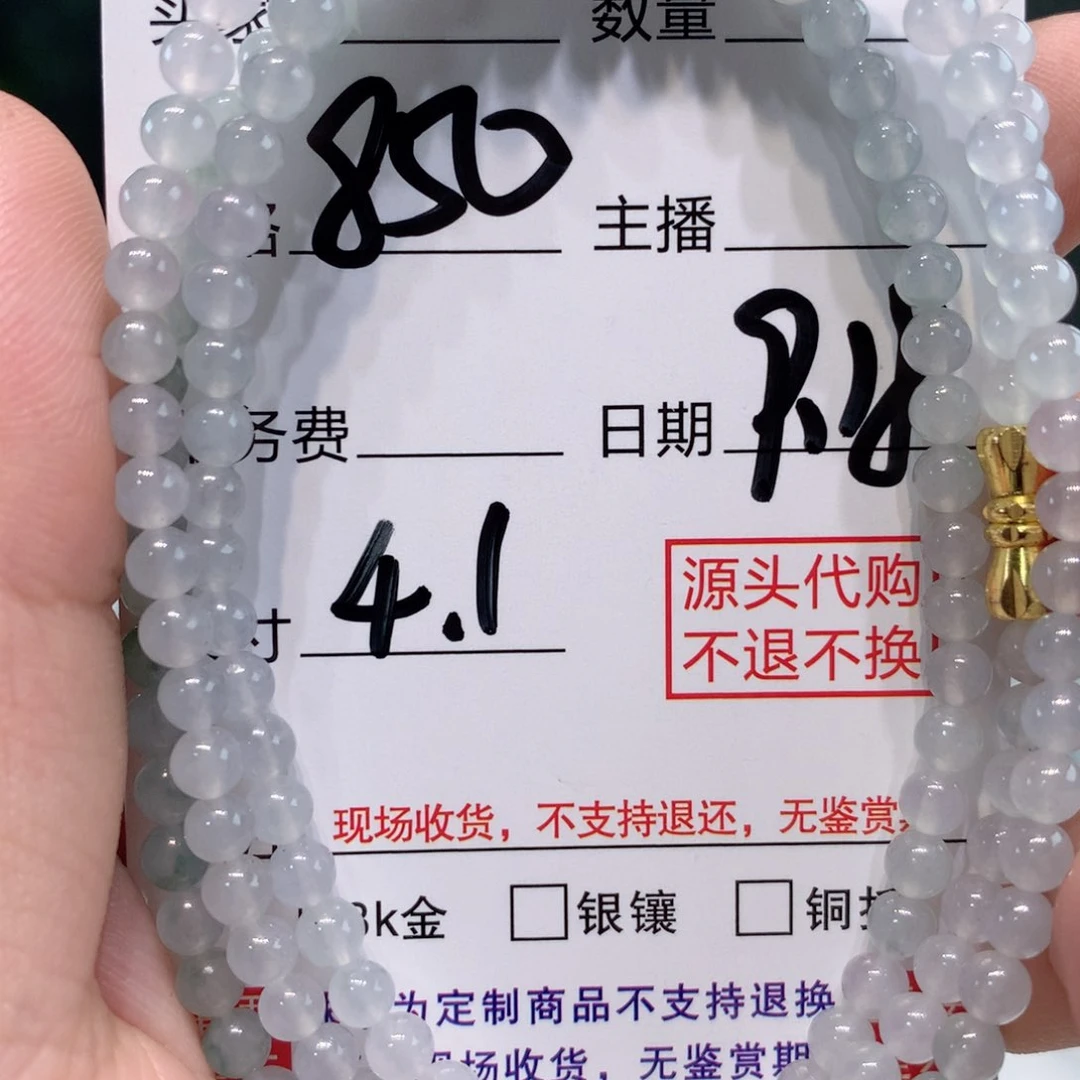 数量
850 主播
务费 日期
寸 4.1
源头代购
不退不换
现场收货，不支持退还，无鉴赏
k金 银镶 铜
为定制商品不支持退换
场收货，无鉴赏期